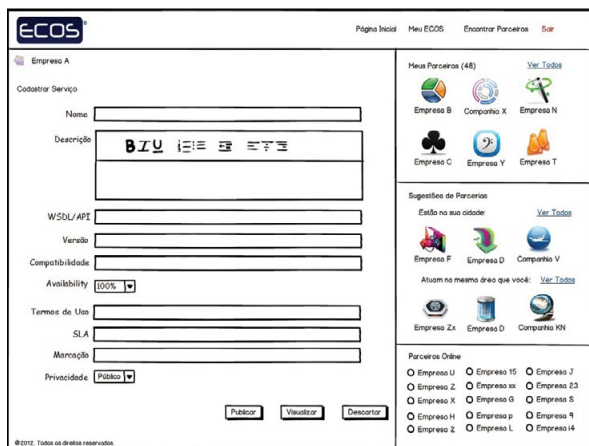 ECOS®
Página Inicial Meu ECOS Encontrar Parceiros Sair
Empresa A
Cadastrar Serviço
Nome
Descrição
B I U
WSDL/API
Versão
Compatibilidade
Availability 100%
Termos de Uso
SLA
Marcação
Privacidade Público
Publicar Visualizar Descartar
@2012. Todos os direitos reservados.
Meus Parceiros (48) Ver Todos
Empresa B Companhia X Empresa N
Empresa C Empresa Y Empresa T
Sugestões de Parcerias
Estão na sua cidade: Ver Todos
Empresa F Empresa D Companhia V
Atuam na mesma área que você: Ver Todos
Empresa Zx Empresa D Companhia KN
Parceiros Online
Empresa U Empresa 15 Empresa J
Empresa Z Empresa xx Empresa 23
Empresa X Empresa G Empresa S
Empresa H Empresa p Empresa 9
Empresa 2 Empresa L Empresa 14